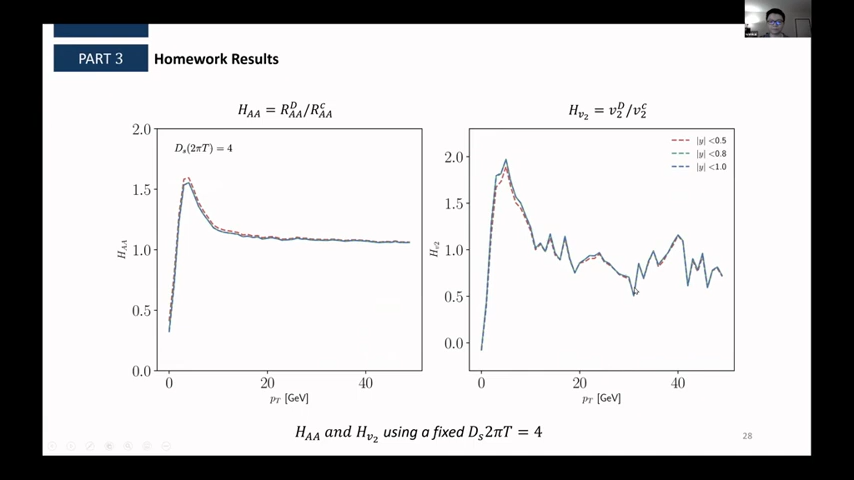 PART 3
Homework Results
H_AA = R^D_AA/R^c_AA
H_v2 = v_2^D/v_2^c
D_s(2πT) = 4
|y| <0.5
|y| <0.8
|y| <1.0
2.0
1.5
1.0
0.5
0.0
H_AA
0
20
40
p_T [GeV]
2.0
1.5
1.0
0.5
0.0
H_v2
0
20
40
p_T [GeV]
H_AA and H_v2 using a fixed D_s2πT = 4
28